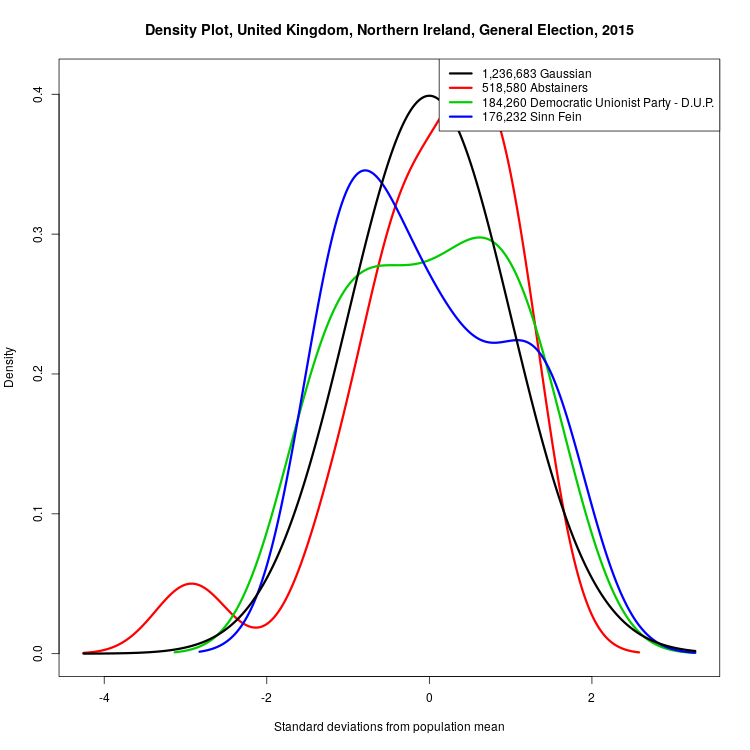 Density Plot, United Kingdom, Northern Ireland, General Election, 2015
1,236,683 Gaussian
518,580 Abstainers
184,260 Democratic Unionist Party - D.U.P.
176,232 Sinn Fein
Density
0.4
0.3
0.2
0.1
0.0
-4
-2
0
2
Standard deviations from population mean